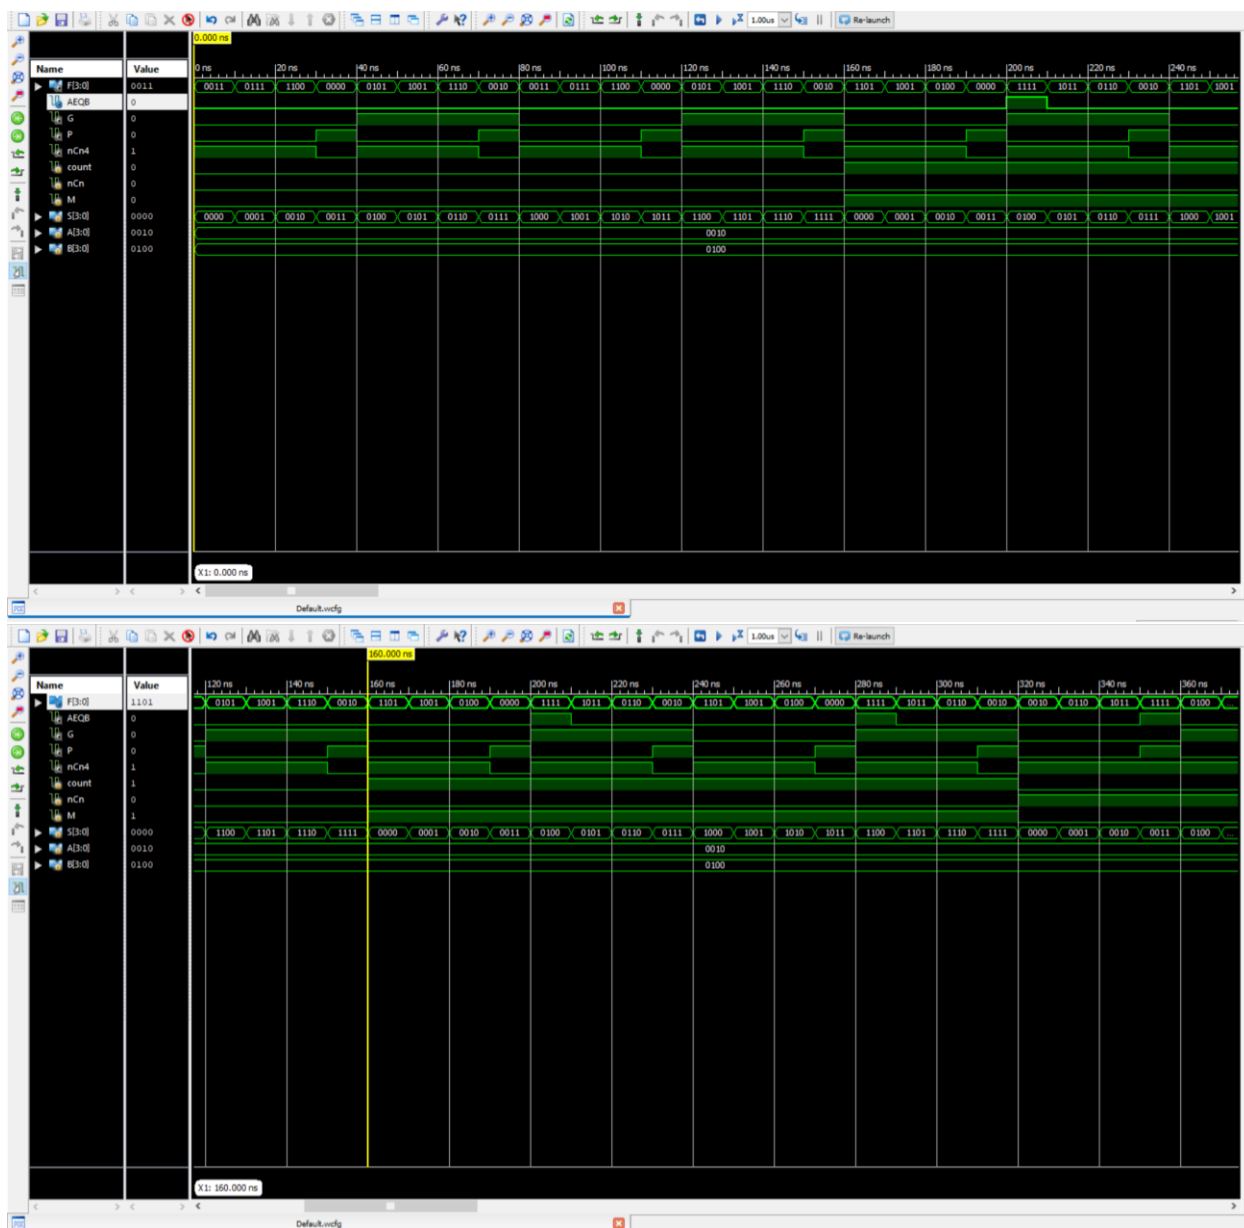 1.00us Re-launch
0.000 ns
Name Value
0 ns 20 ns 40 ns 60 ns 80 ns 100 ns 120 ns 140 ns 160 ns 180 ns 200 ns 220 ns 240 ns
F[3:0] 0011 0011 0111 1100 0000 0101 1001 1110 0010 0011 0111 1100 0000 0101 1001 1110 0010 1101 1001 0100 0000 1111 1011 0110 0010 1101 1001
AEQB 0
G 0
P 0
nCn4 1
count 0
nCn 0
M 0
S[3:0] 0000 0000 0001 0010 0011 0100 0101 0110 0111 1000 1001 1010 1011 1100 1101 1110 1111 0000 0001 0010 0011 0100 0101 0110 0111 1000 1001
A[3:0] 0010 0010
B[3:0] 0100 0100
X1: 0.000 ns
Default.wcfg
1.00us Re-launch
160.000 ns
Name Value
120 ns 140 ns 160 ns 180 ns 200 ns 220 ns 240 ns 260 ns 280 ns 300 ns 320 ns 340 ns 360 ns
F[3:0] 1101 0101 1001 1110 0010 1101 1001 0100 0000 1111 1011 0110 0010 1101 1001 0100 0000 1111 1011 0110 0010 0010 0110 1011 1111 0100 ...
AEQB 0
G 0
P 0
nCn4 1
count 1
nCn 0
M 1
S[3:0] 0000 1100 1101 1110 1111 0000 0001 0010 0011 0100 0101 0110 0111 1000 1001 1010 1011 1100 1101 1110 1111 0000 0001 0010 0011 0100 ...
A[3:0] 0010 0010
B[3:0] 0100 0100
X1: 160.000 ns
Default.wcfg